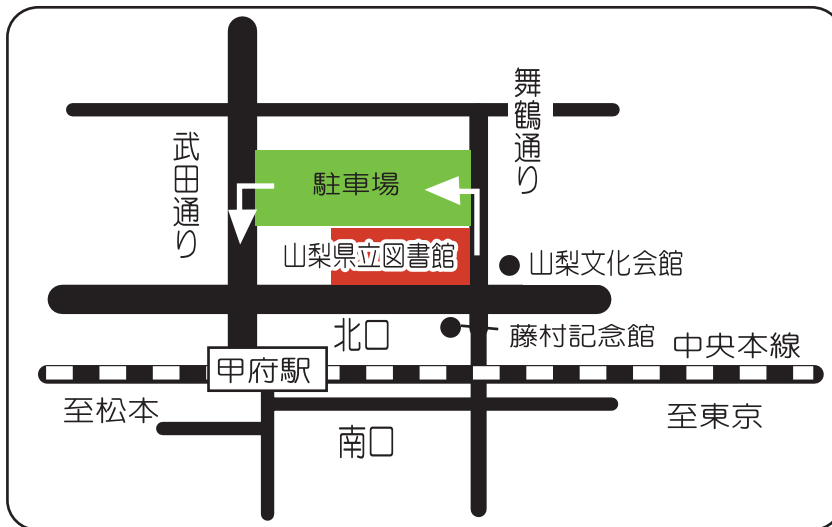 舞鶴通り
武田通り
駐車場
山梨県立図書館
山梨文化会館
北口
藤村記念館
中央本線
甲府駅
至松本
至東京
南口